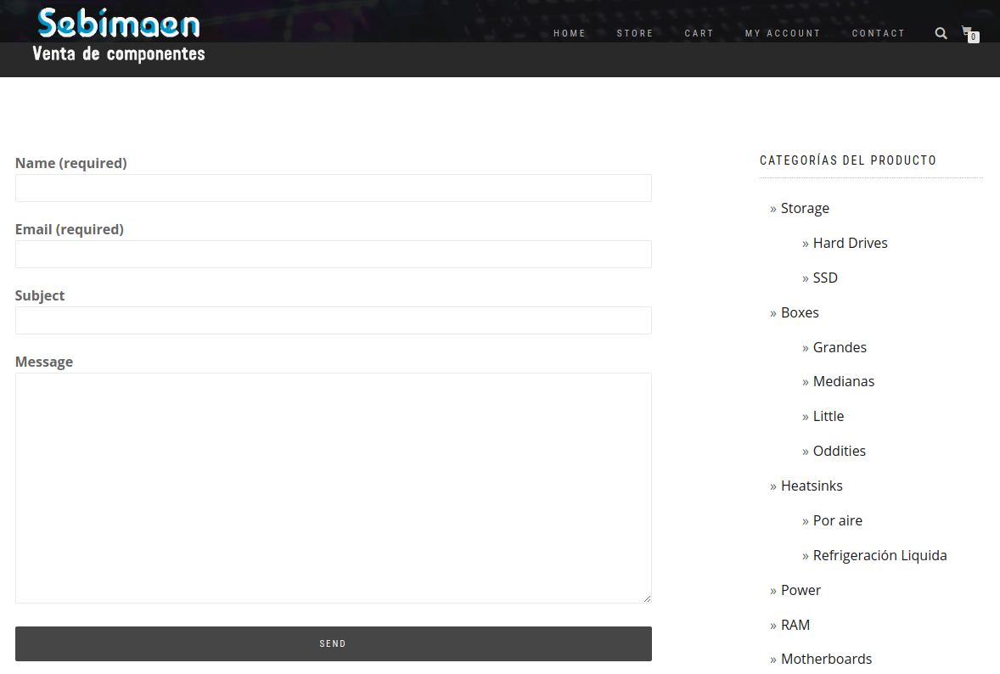 Sebimaen
Venta de componentes
HOME STORE CART MY ACCOUNT CONTACT 0
Name (required)
Email (required)
Subject
Message
SEND
CATEGORÍAS DEL PRODUCTO
» Storage
» Hard Drives
» SSD
» Boxes
» Grandes
» Medianas
» Little
» Oddities
» Heatsinks
» Por aire
» Refrigeración Liquida
» Power
» RAM
» Motherboards